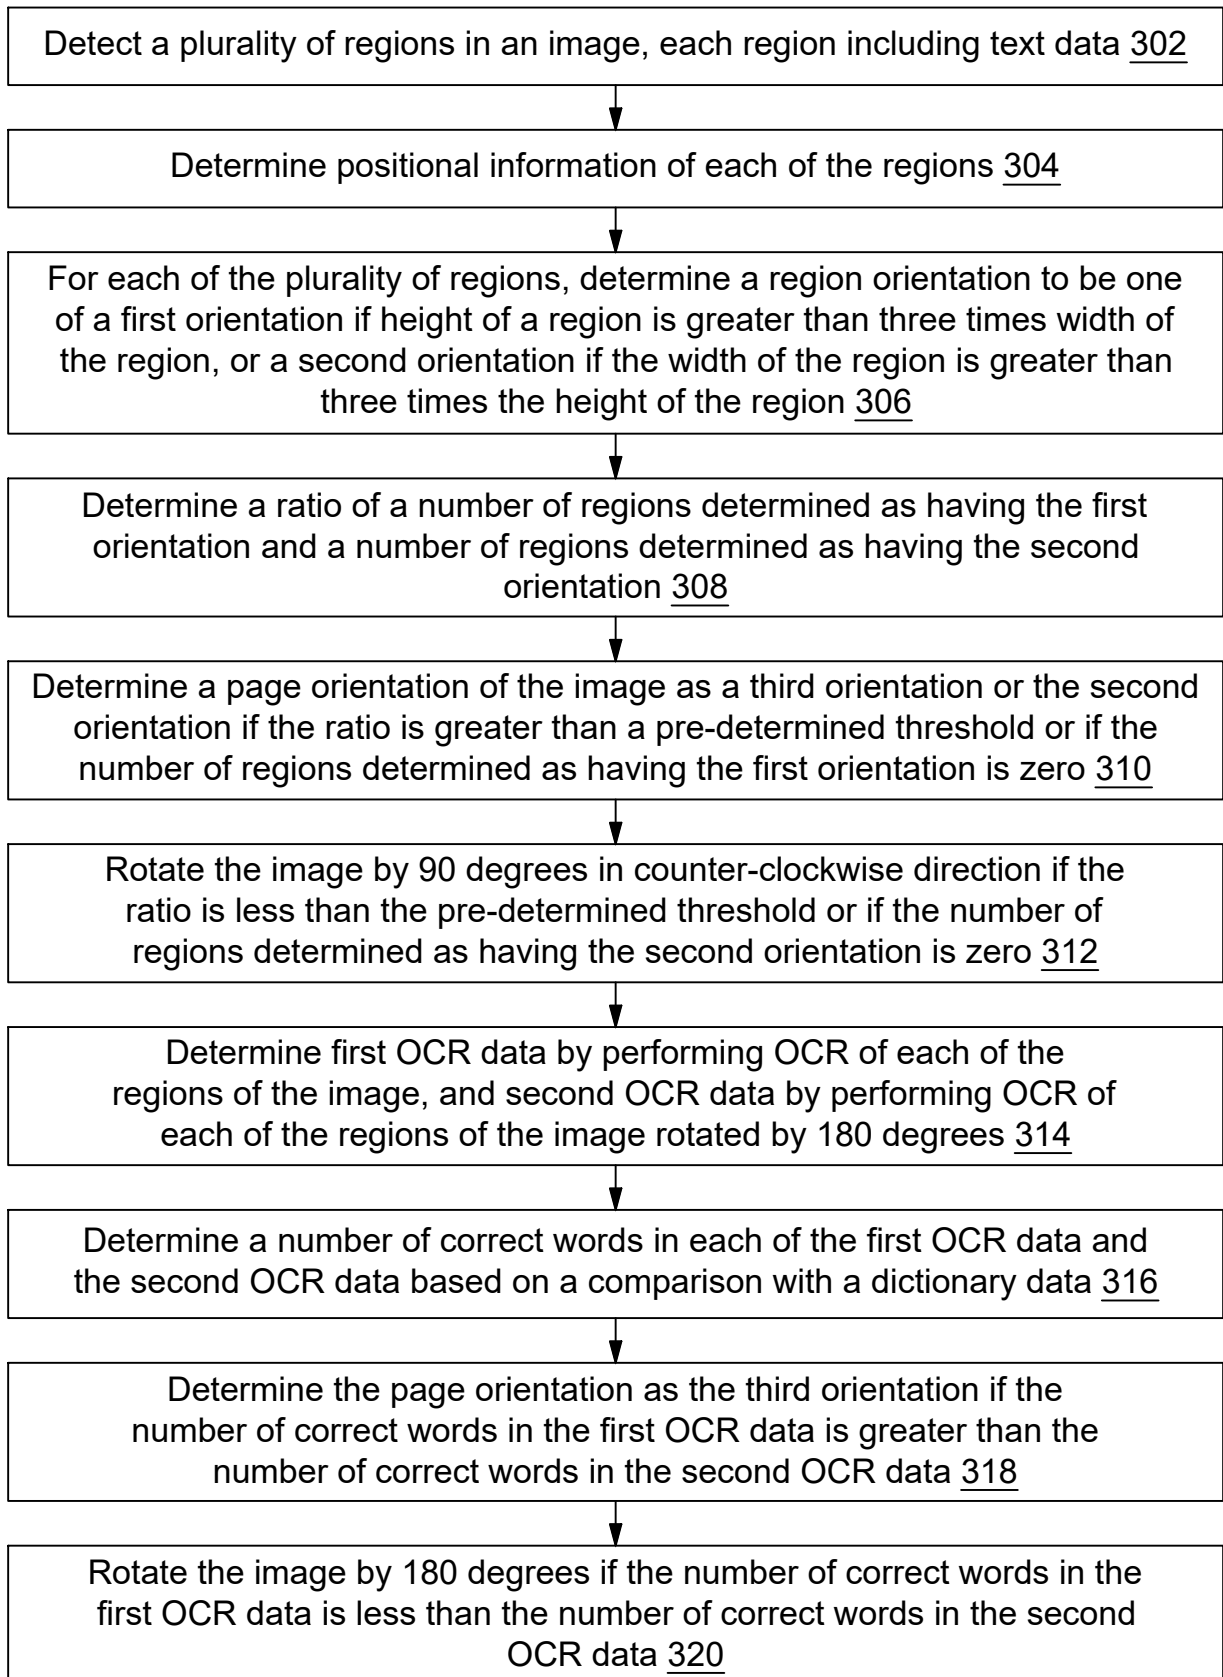 Detect a plurality of regions in an image, each region including text data 302
Determine positional information of each of the regions 304
For each of the plurality of regions, determine a region orientation to be one
of a first orientation if height of a region is greater than three times width of
the region, or a second orientation if the width of the region is greater than
three times the height of the region 306
Determine a ratio of a number of regions determined as having the first
orientation and a number of regions determined as having the second
orientation 308
Determine a page orientation of the image as a third orientation or the second
orientation if the ratio is greater than a pre-determined threshold or if the
number of regions determined as having the first orientation is zero 310
Rotate the image by 90 degrees in counter-clockwise direction if the
ratio is less than the pre-determined threshold or if the number of
regions determined as having the second orientation is zero 312
Determine first OCR data by performing OCR of each of the
regions of the image, and second OCR data by performing OCR of
each of the regions of the image rotated by 180 degrees 314
Determine a number of correct words in each of the first OCR data and
the second OCR data based on a comparison with a dictionary data 316
Determine the page orientation as the third orientation if the
number of correct words in the first OCR data is greater than the
number of correct words in the second OCR data 318
Rotate the image by 180 degrees if the number of correct words in the
first OCR data is less than the number of correct words in the second
OCR data 320